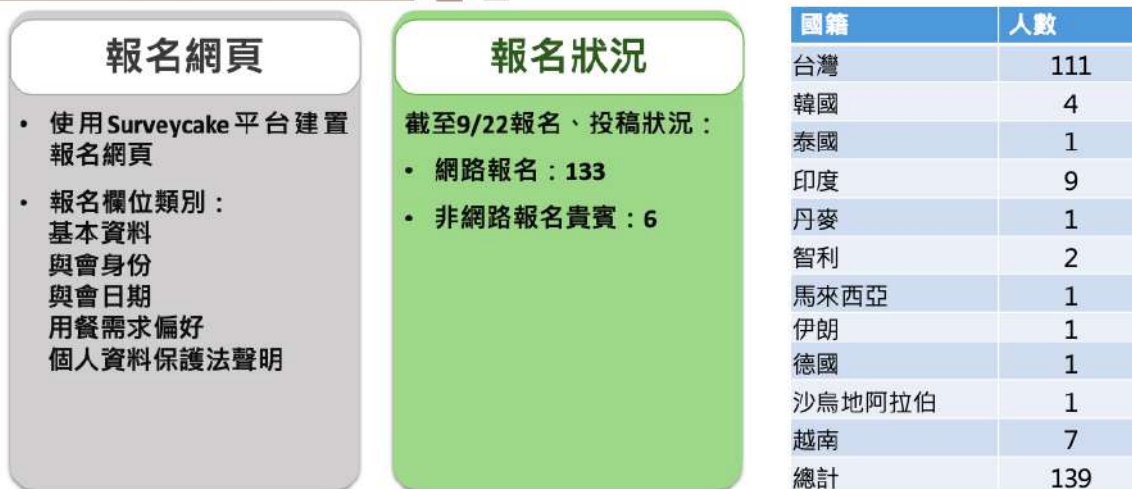 報名網頁
• 使用Surveycake平台建置
報名網頁
• 報名欄位類別：
基本資料
與會身份
與會日期
用餐需求偏好
個人資料保護法聲明
報名狀況
截至9/22報名、投稿狀況：
• 網路報名：133
• 非網路報名貴賓：6
國籍 人數
台灣 111
韓國 4
泰國 1
印度 9
丹麥 1
智利 2
馬來西亞 1
伊朗 1
德國 1
沙烏地阿拉伯 1
越南 7
總計 139